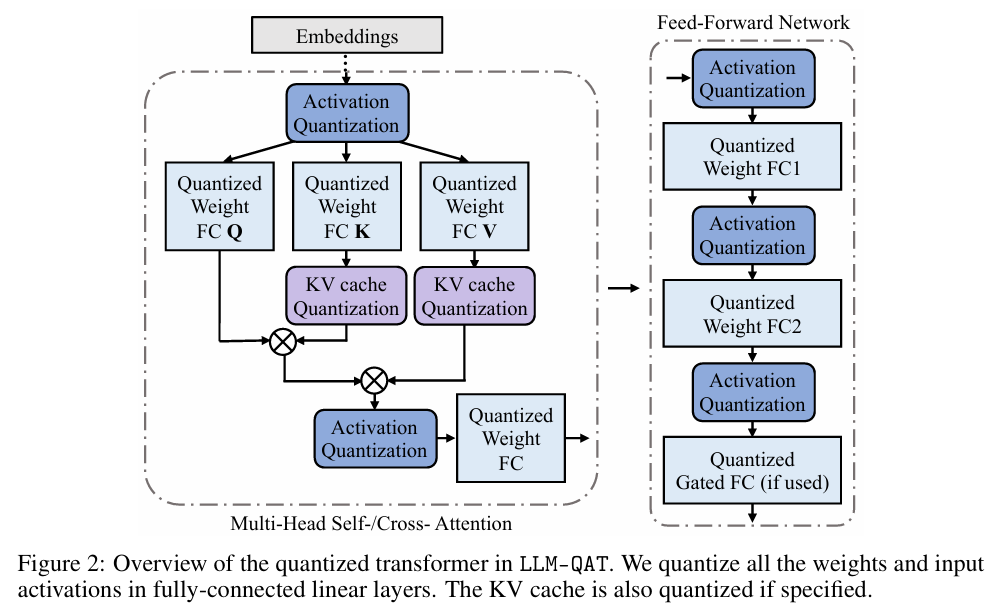 Embeddings
Activation
Quantization
Quantized
Weight
FC Q
Quantized
Weight
FC K
Quantized
Weight
FC V
KV cache
Quantization
KV cache
Quantization
Activation
Quantization
Quantized
Weight
FC
Multi-Head Self-/Cross- Attention
Feed-Forward Network
Activation
Quantization
Quantized
Weight FC1
Activation
Quantization
Quantized
Weight FC2
Activation
Quantization
Quantized
Gated FC (if used)
Figure 2: Overview of the quantized transformer in LLM-QAT. We quantize all the weights and input
activations in fully-connected linear layers. The KV cache is also quantized if specified.